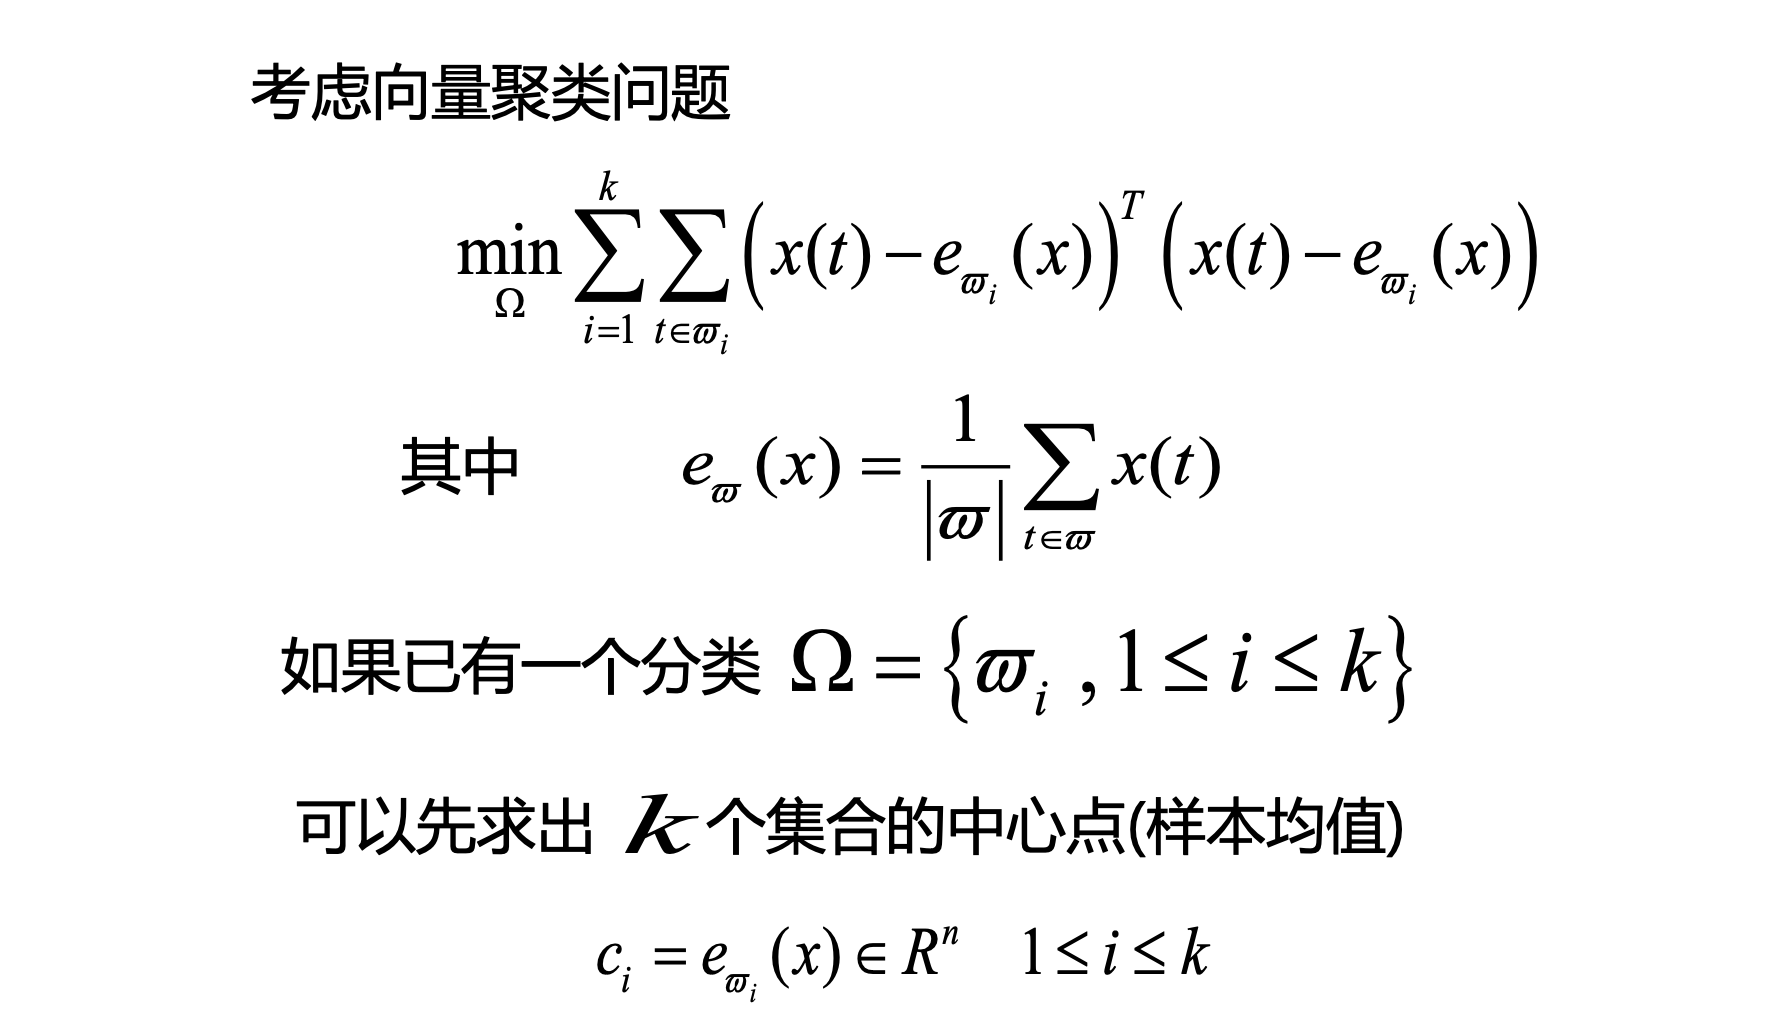 考虑向量聚类问题
$\min_{\Omega} \sum_{i=1}^{k} \sum_{t \in \varpi_i} \left( x(t) - e_{\varpi_i}(x) \right)^T \left( x(t) - e_{\varpi_i}(x) \right)$
其中 $e_{\varpi}(x) = \frac{1}{|\varpi|} \sum_{t \in \varpi} x(t)$
如果已有一个分类 $\Omega = \left\{ \varpi_i , 1 \le i \le k \right\}$
可以先求出 $k$ 个集合的中心点(样本均值)
$c_i = e_{\varpi_i}(x) \in R^n \quad 1 \le i \le k$